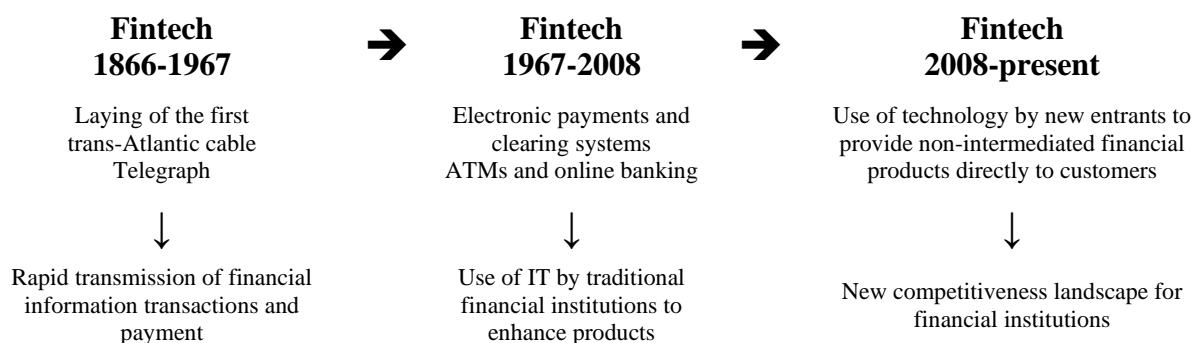 Fintech
1866-1967
Laying of the first
trans-Atlantic cable
Telegraph
Rapid transmission of financial
information transactions and
payment
Fintech
1967-2008
Electronic payments and
clearing systems
ATMs and online banking
Use of IT by traditional
financial institutions to
enhance products
Fintech
2008-present
Use of technology by new entrants to
provide non-intermediated financial
products directly to customers
New competitiveness landscape for
financial institutions